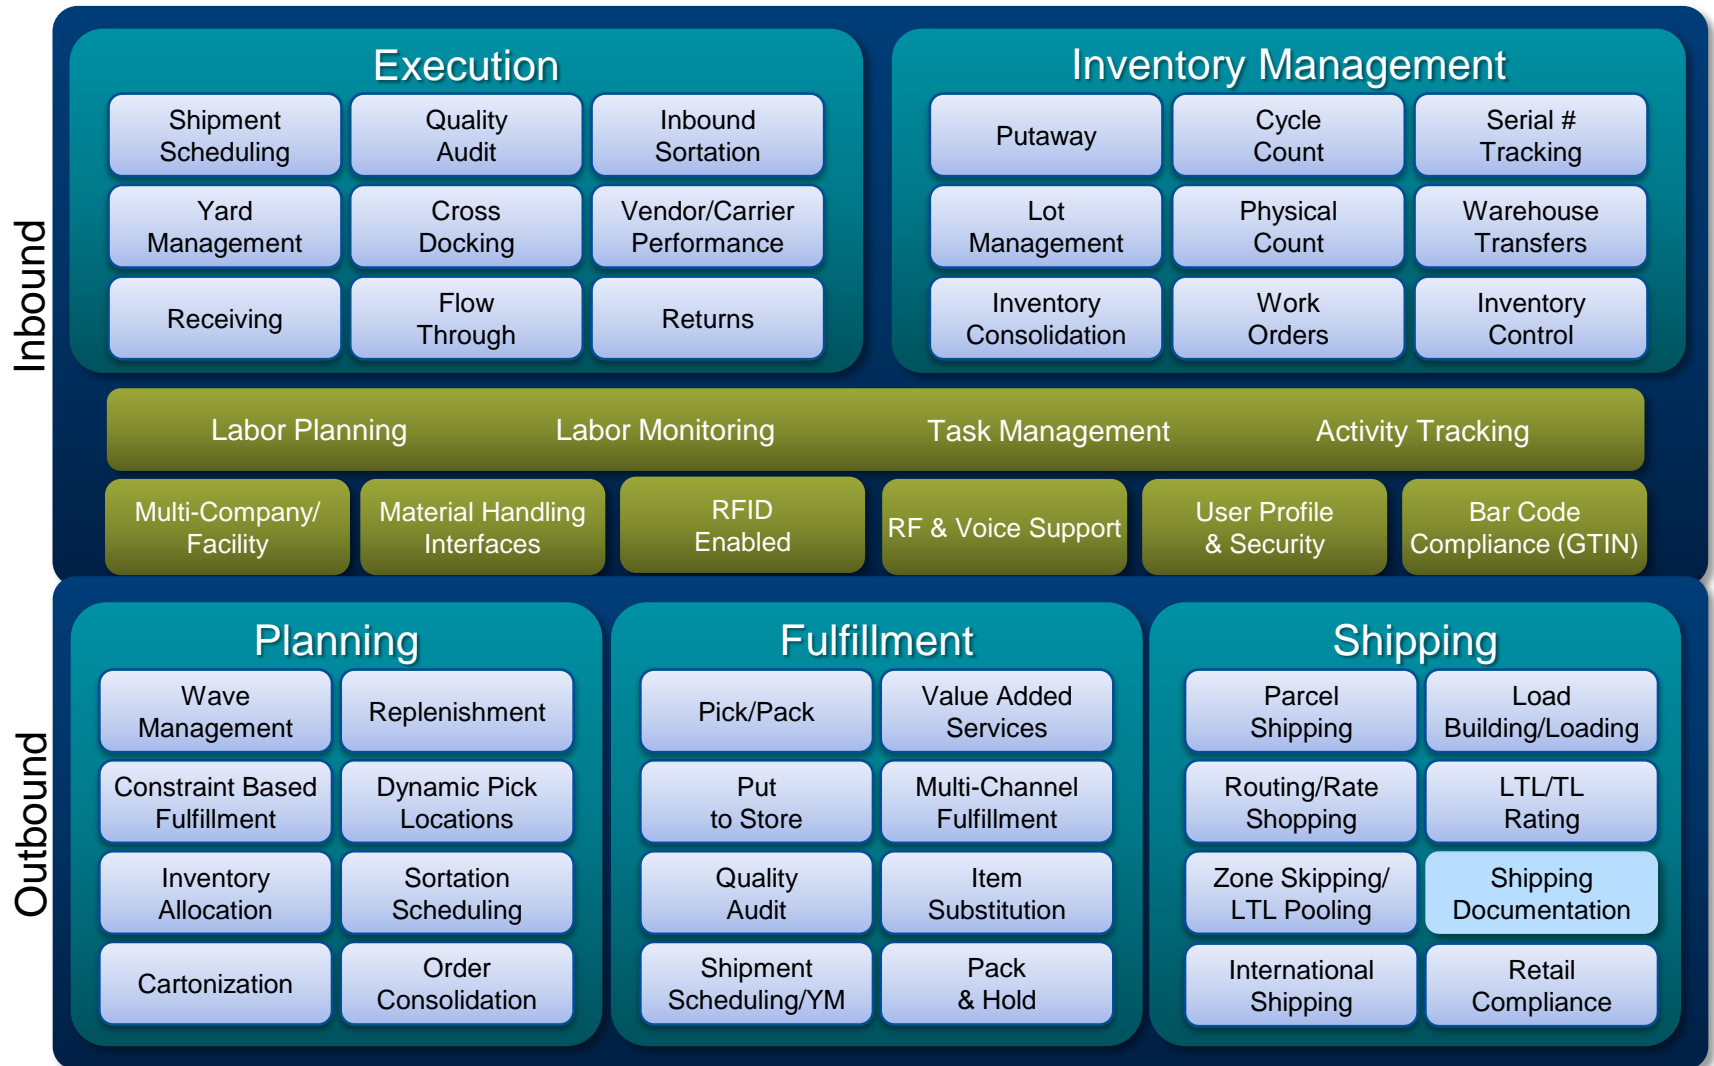 Inbound
Execution
Shipment
Scheduling
Quality
Audit
Inbound
Sortation
Yard
Management
Cross
Docking
Vendor/Carrier
Performance
Receiving
Flow
Through
Returns
Inventory Management
Putaway
Cycle
Count
Serial #
Tracking
Lot
Management
Physical
Count
Warehouse
Transfers
Inventory
Consolidation
Work
Orders
Inventory
Control
Labor Planning
Labor Monitoring
Task Management
Activity Tracking
Multi-Company/
Facility
Material Handling
Interfaces
RFID
Enabled
RF & Voice Support
User Profile
& Security
Bar Code
Compliance (GTIN)
Outbound
Planning
Wave
Management
Replenishment
Constraint Based
Fulfillment
Dynamic Pick
Locations
Inventory
Allocation
Sortation
Scheduling
Cartonization
Order
Consolidation
Fulfillment
Pick/Pack
Value Added
Services
Put
to Store
Multi-Channel
Fulfillment
Quality
Audit
Item
Substitution
Shipment
Scheduling/YM
Pack
& Hold
Shipping
Parcel
Shipping
Load
Building/Loading
Routing/Rate
Shopping
LTL/TL
Rating
Zone Skipping/
LTL Pooling
Shipping
Documentation
International
Shipping
Retail
Compliance